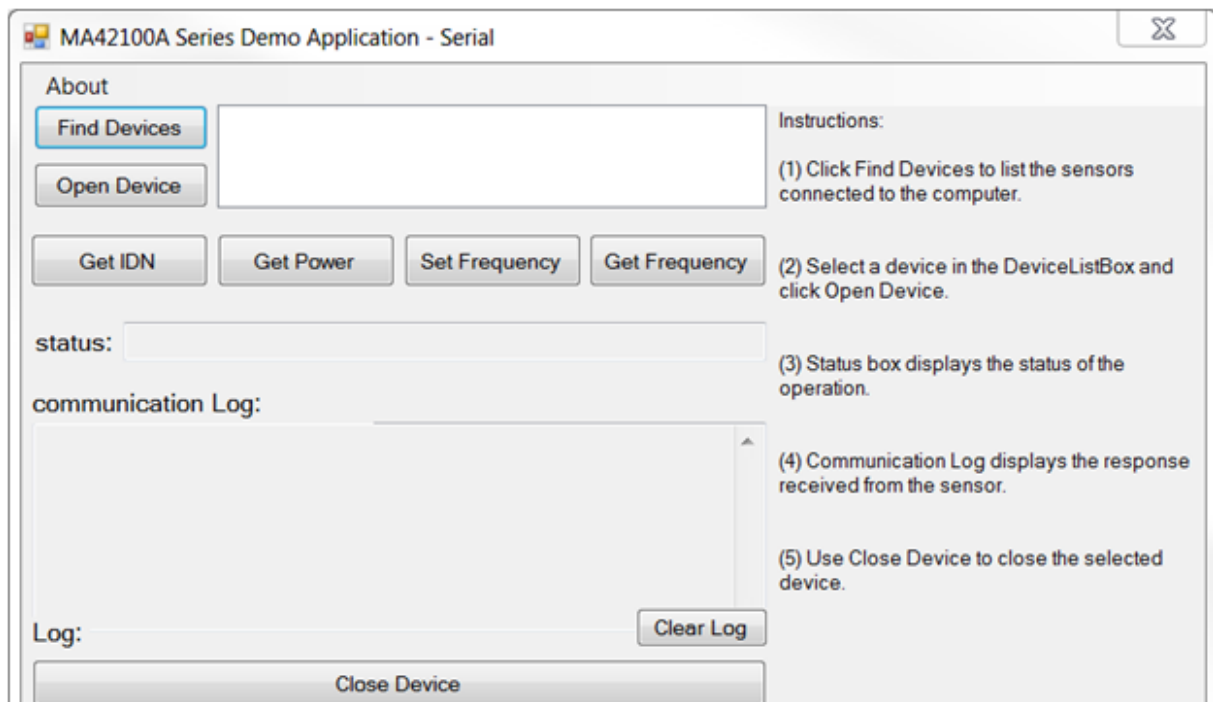 MA42100A Series Demo Application - Serial
About
Find Devices
Open Device
Get IDN
Get Power
Set Frequency
Get Frequency
status:
communication Log:
Log:
Clear Log
Close Device
Instructions:
(1) Click Find Devices to list the sensors
connected to the computer.
(2) Select a device in the DeviceListBox and
click Open Device.
(3) Status box displays the status of the
operation.
(4) Communication Log displays the response
received from the sensor.
(5) Use Close Device to close the selected
device.